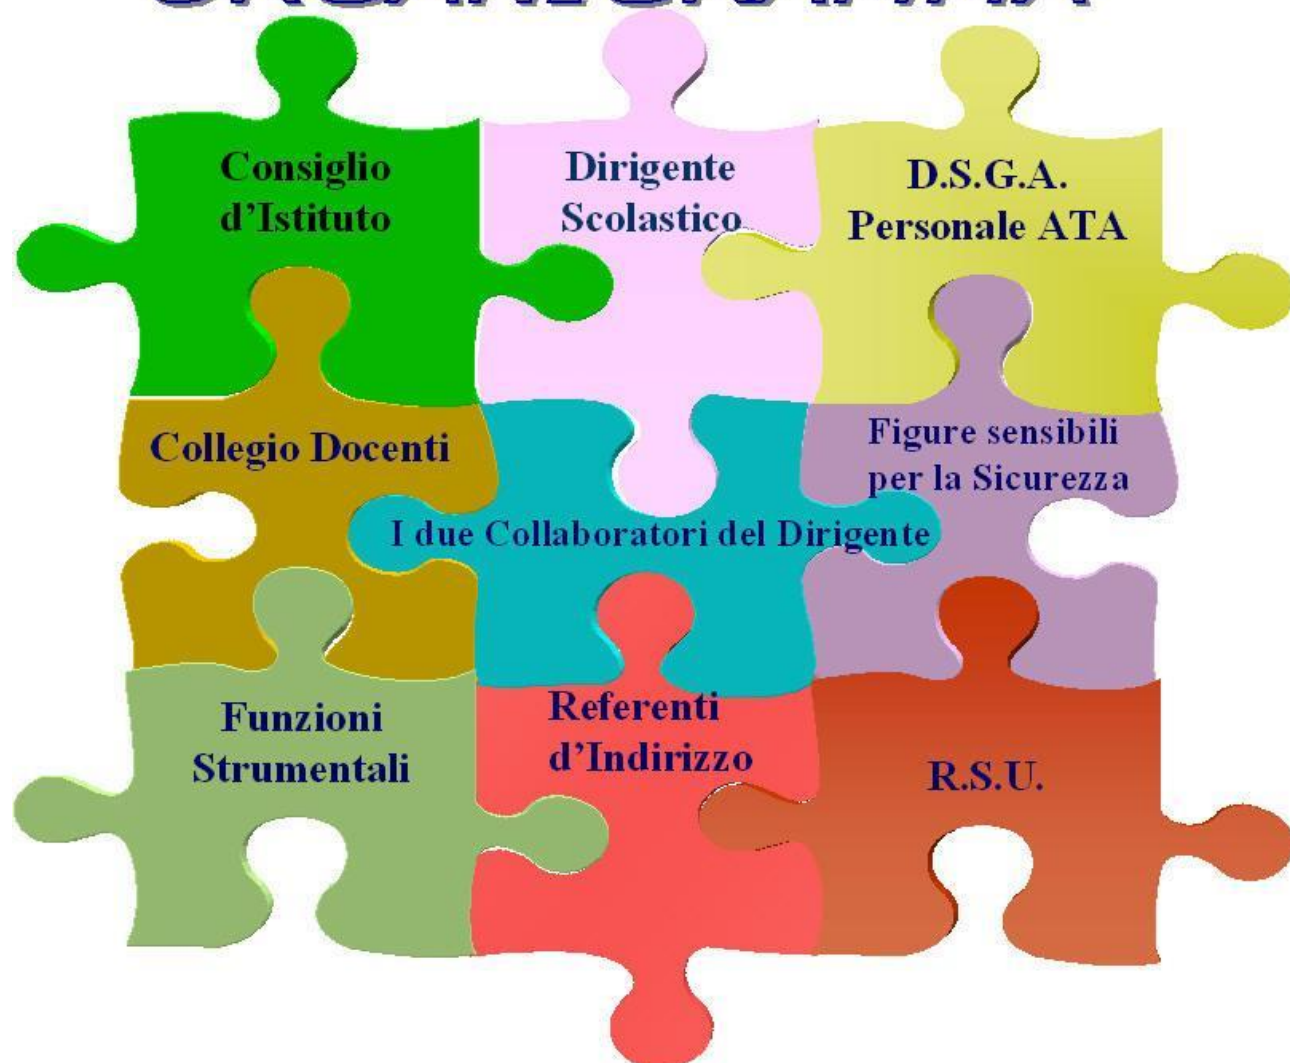 ORGANIGRAMMA
Consiglio
d'Istituto
Dirigente
Scolastico
D.S.G.A.
Personale ATA
Collegio Docenti
Figure sensibili
per la Sicurezza
I due Collaboratori del Dirigente
Funzioni
Strumentali
Referenti
d'Indirizzo
R.S.U.